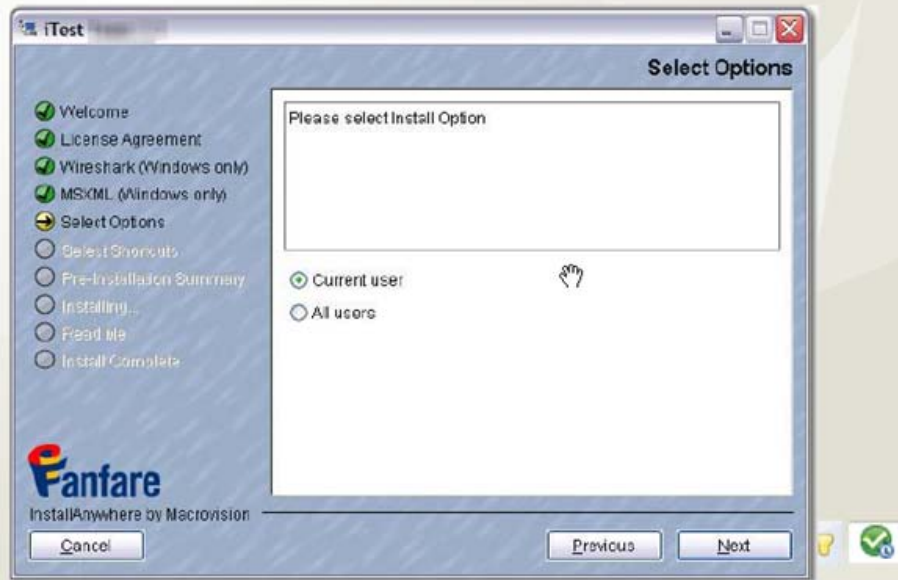 iTest
Select Options
Welcome
License Agreement
Wireshark (Windows only)
MSXML (Windows only)
Select Options
Select Shortcuts
Pre-Installation Summary
Installing...
Read Me
Install Complete
Please select Install Option
Current user
All users
Fanfare
InstallAnywhere by Macrovision
Cancel
Previous
Next